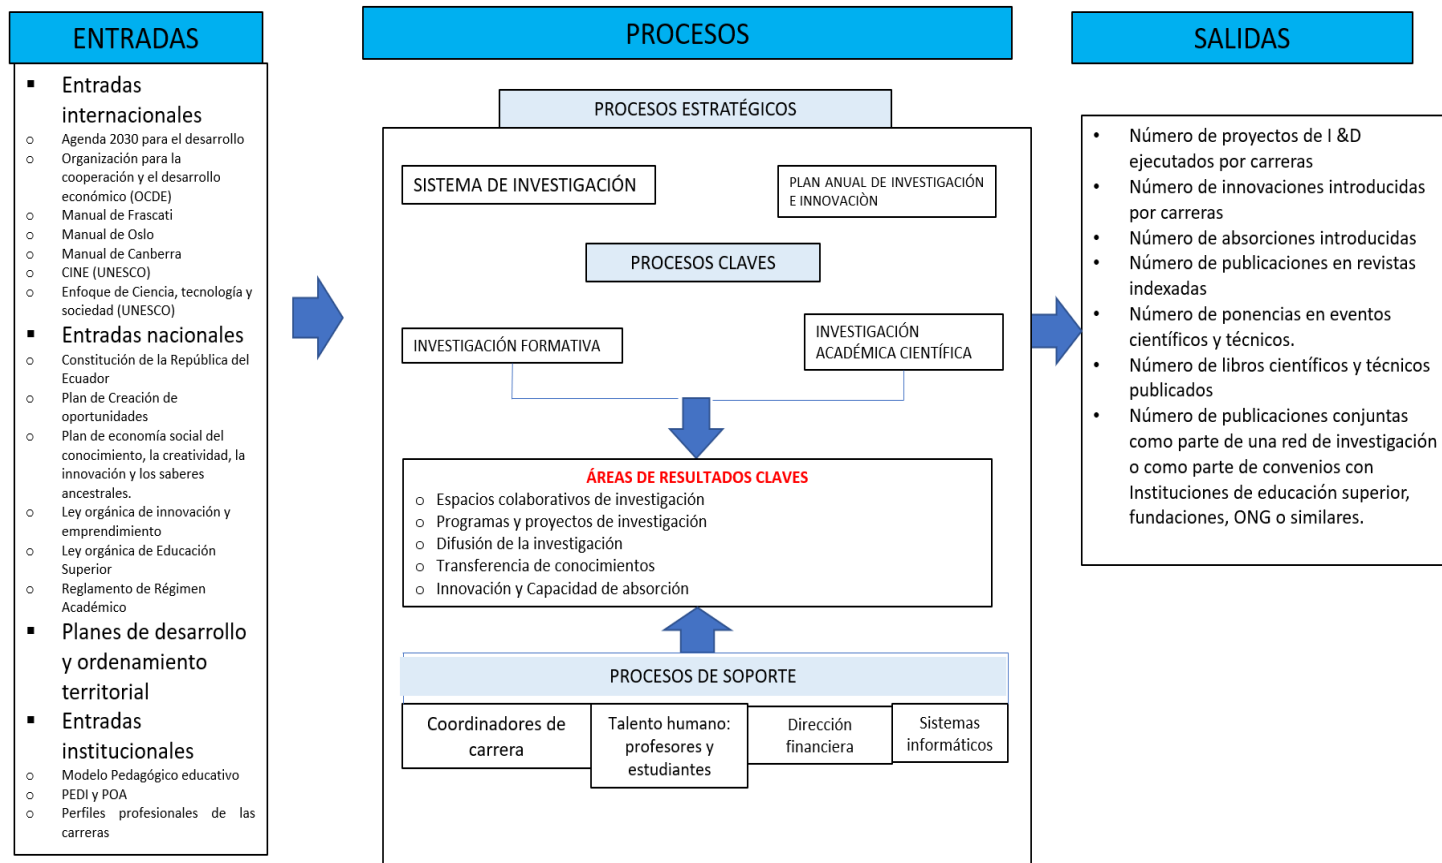 ENTRADAS
▪ Entradas
internacionales
o Agenda 2030 para el desarrollo
o Organización para la
cooperación y el desarrollo
económico (OCDE)
o Manual de Frascati
o Manual de Oslo
o Manual de Canberra
o CINE (UNESCO)
o Enfoque de Ciencia, tecnología y
sociedad (UNESCO)
▪ Entradas nacionales
o Constitución de la República del
Ecuador
o Plan de Creación de
oportunidades
o Plan de economía social del
conocimiento, la creatividad, la
innovación y los saberes
ancestrales.
o Ley orgánica de innovación y
emprendimiento
o Ley orgánica de Educación
Superior
o Reglamento de Régimen
Académico
▪ Planes de desarrollo
y ordenamiento
territorial
▪ Entradas
institucionales
o Modelo Pedagógico educativo
o PEDI y POA
o Perfiles profesionales de las
carreras
PROCESOS
PROCESOS ESTRATÉGICOS
SISTEMA DE INVESTIGACIÓN
PLAN ANUAL DE INVESTIGACIÓN
E INNOVACIÒN
PROCESOS CLAVES
INVESTIGACIÓN FORMATIVA
INVESTIGACIÓN
ACADÉMICA CIENTÍFICA
ÁREAS DE RESULTADOS CLAVES
o Espacios colaborativos de investigación
o Programas y proyectos de investigación
o Difusión de la investigación
o Transferencia de conocimientos
o Innovación y Capacidad de absorción
PROCESOS DE SOPORTE
Coordinadores de
carrera
Talento humano:
profesores y
estudiantes
Dirección
financiera
Sistemas
informáticos
SALIDAS
• Número de proyectos de I &D
ejecutados por carreras
• Número de innovaciones introducidas
por carreras
• Número de absorciones introducidas
• Número de publicaciones en revistas
indexadas
• Número de ponencias en eventos
científicos y técnicos.
• Número de libros científicos y técnicos
publicados
• Número de publicaciones conjuntas
como parte de una red de investigación
o como parte de convenios con
Instituciones de educación superior,
fundaciones, ONG o similares.